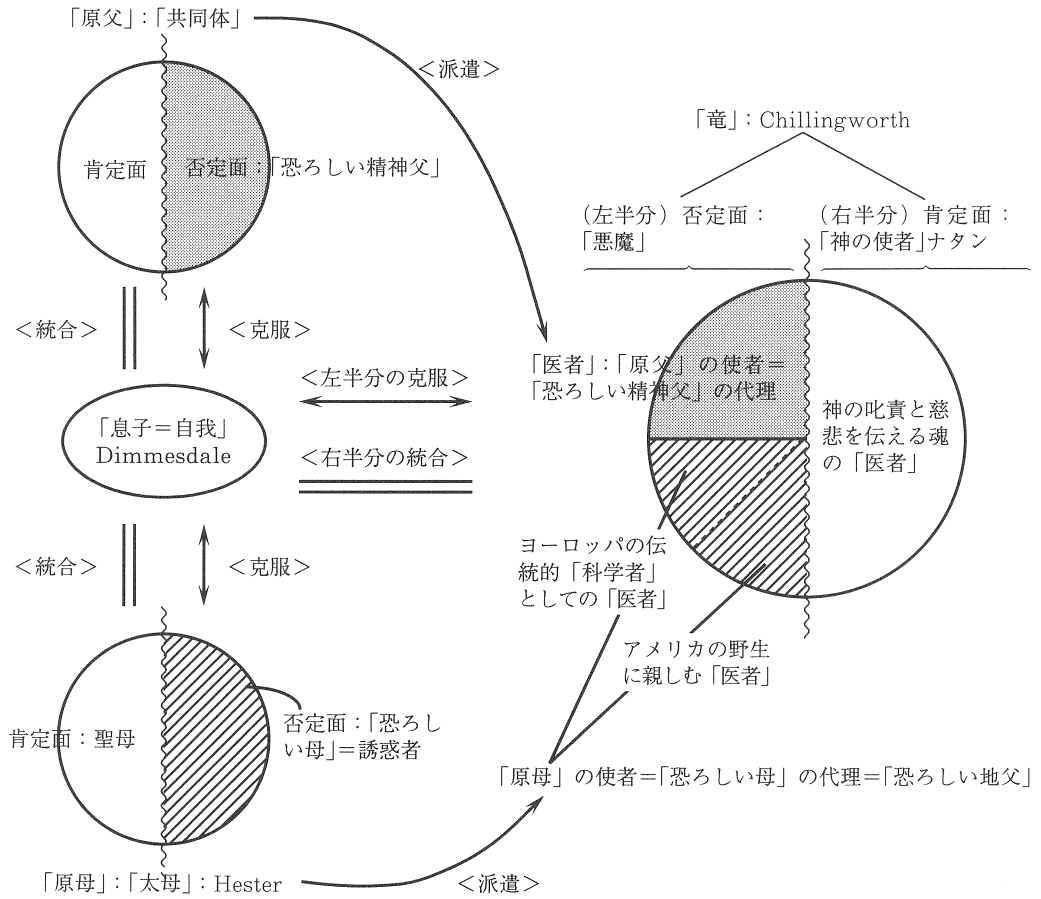 「原父」：「共同体」
＜派遣＞
「竜」：Chillingworth
肯定面
否定面：「恐ろしい精神父」
（左半分）否定面：
「悪魔」
（右半分）肯定面：
「神の使者」ナタン
＜統合＞
＜克服＞
「医者」：「原父」の使者＝
「恐ろしい精神父」の代理
＜左半分の克服＞
神の叱責と慈
悲を伝える魂
の「医者」
「息子＝自我」
Dimmesdale
＜右半分の統合＞
＜統合＞
＜克服＞
ヨーロッパの伝
統的「科学者」
としての「医者」
アメリカの野生
に親しむ「医者」
肯定面：聖母
否定面：「恐ろし
い母」＝誘惑者
「原母」の使者＝「恐ろしい母」の代理＝「恐ろしい地父」
「原母」：「太母」：Hester
＜派遣＞